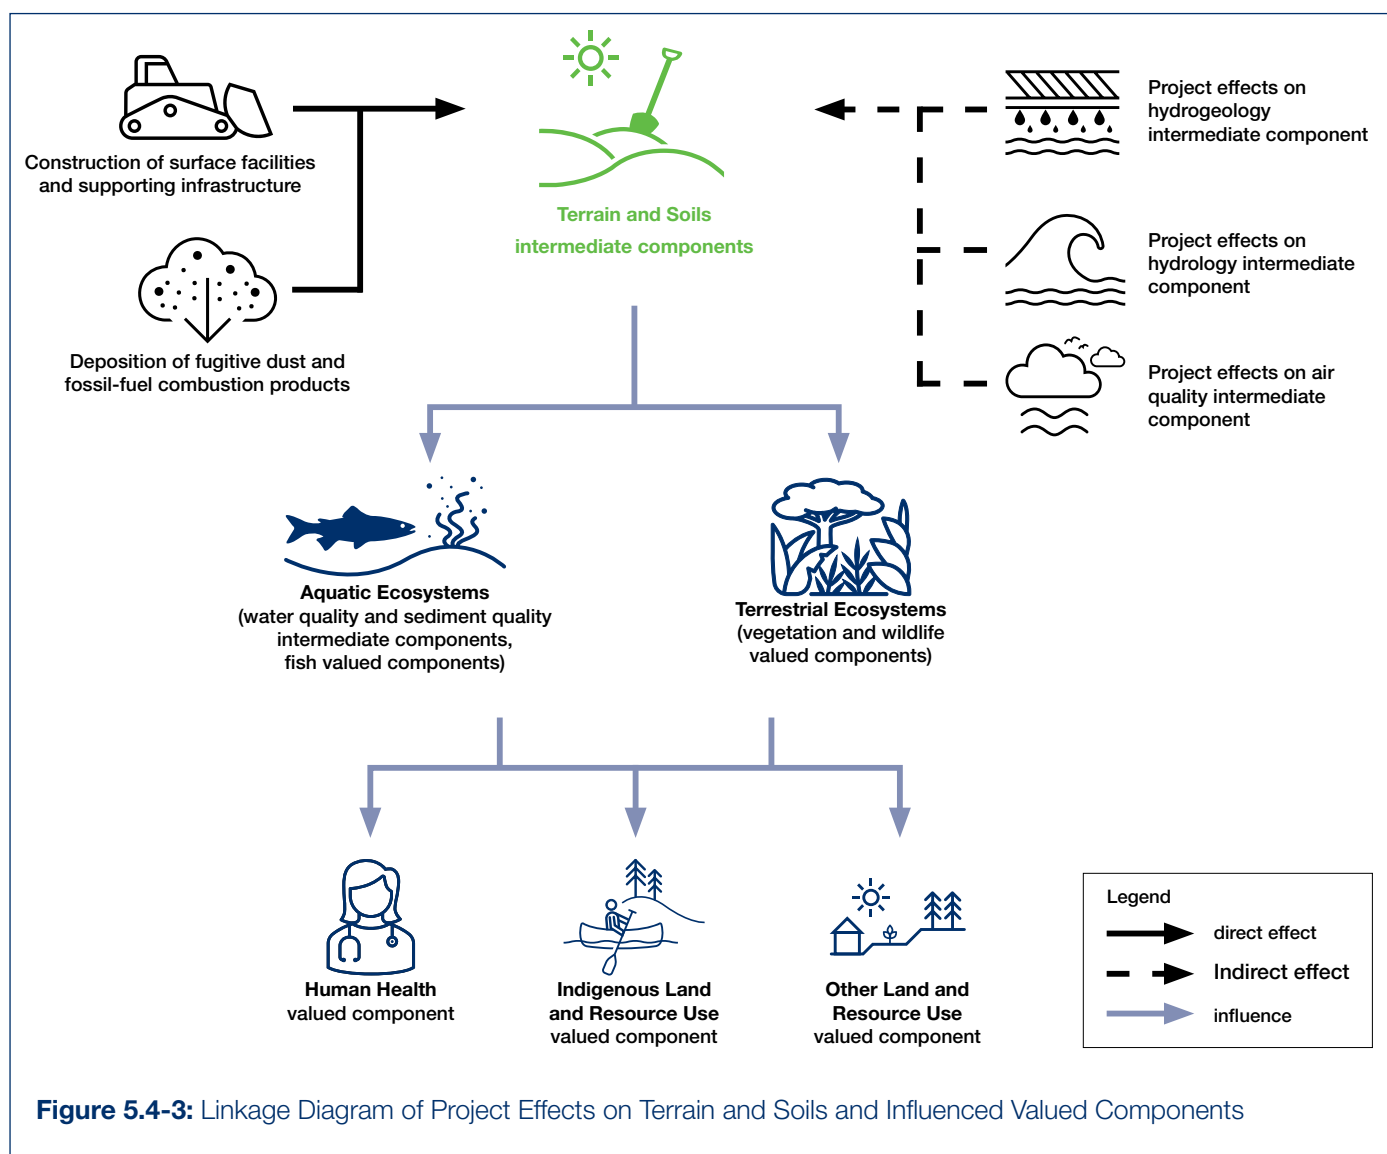 Construction of surface facilities
and supporting infrastructure
Deposition of fugitive dust and
fossil-fuel combustion products
Terrain and Soils
intermediate components
Project effects on
hydrogeology
intermediate component
Project effects on
hydrology intermediate
component
Project effects on air
quality intermediate
component
Aquatic Ecosystems
(water quality and sediment quality
intermediate components,
fish valued components)
Terrestrial Ecosystems
(vegetation and wildlife
valued components)
Human Health
valued component
Indigenous Land
and Resource Use
valued component
Other Land and
Resource Use
valued component
Legend
direct effect
Indirect effect
influence
Figure 5.4-3: Linkage Diagram of Project Effects on Terrain and Soils and Influenced Valued Components